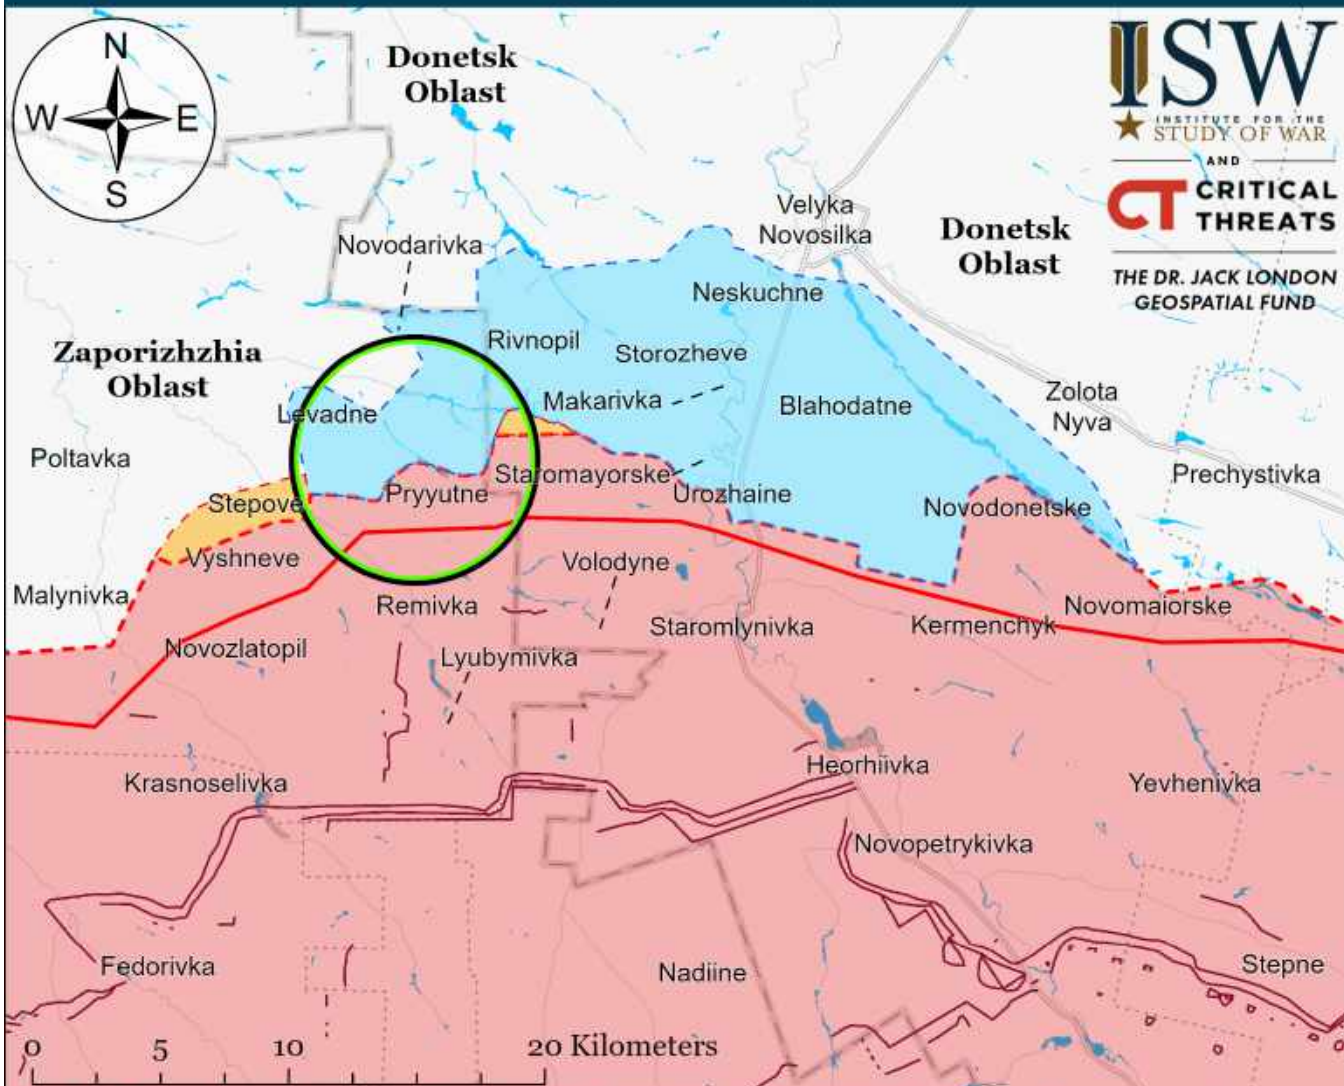 N
W E
S
Donetsk
Oblast
ISW
INSTITUTE FOR THE
STUDY OF WAR
AND
CT CRITICAL
THREATS
THE DR. JACK LONDON
GEOSPATIAL FUND
Velyka
Novosilka
Donetsk
Oblast
Novodarivka
Neskuchne
Zaporizhzhia
Oblast
Rivnopil
Storozheve
Makarivka
Blahodatne
Zolota
Nyva
Levadne
Poltavka
Prechystivka
Staromayorske
Pryyutne
Urozhaine
Stepove
Novodonetske
Vyshneve
Volodyne
Malynivka
Remivka
Novomaiorske
Staromlynivka
Kermenchyk
Novozlatopil
Lyubymivka
Krasnoselivka
Heorhiivka
Yevhenivka
Novopetrykivka
Fedorivka
Nadiine
Stepne
0 5 10 20 Kilometers